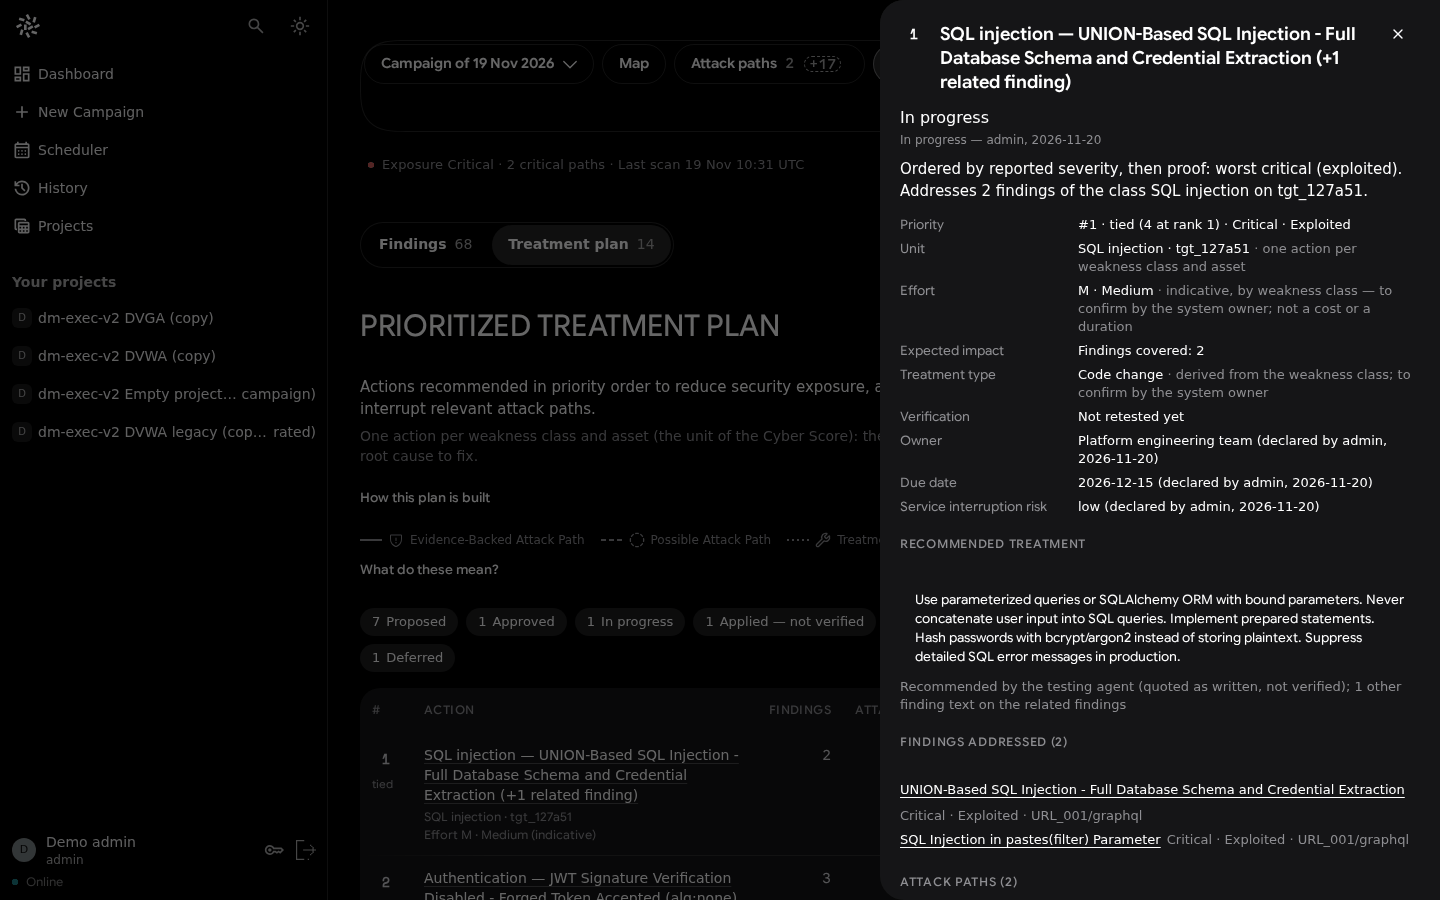 Dashboard
New Campaign
Scheduler
History
Projects
Your projects
D dm-exec-v2 DVGA (copy)
D dm-exec-v2 DVWA (copy)
D dm-exec-v2 Empty project… campaign)
D dm-exec-v2 DVWA legacy (cop… rated)
D Demo admin
admin
Online
Campaign of 19 Nov 2026
Map
Attack paths 2 +17
Exposure Critical · 2 critical paths · Last scan 19 Nov 10:31 UTC
Findings 68
Treatment plan 14
PRIORITIZED TREATMENT PLAN
Actions recommended in priority order to reduce security exposure, a
interrupt relevant attack paths.
One action per weakness class and asset (the unit of the Cyber Score): the
root cause to fix.
How this plan is built
Evidence-Backed Attack Path Possible Attack Path Treatm
What do these mean?
7 Proposed 1 Approved 1 In progress 1 Applied — not verified
1 Deferred
# ACTION FINDINGS ATTA
1 SQL injection — UNION-Based SQL Injection - 2
tied Full Database Schema and Credential
Extraction (+1 related finding)
SQL injection · tgt_127a51
Effort M · Medium (indicative)
2 Authentication — JWT Signature Verification 3
Disabled - Forged Token Accepted (alg:none)
1 SQL injection — UNION-Based SQL Injection - Full
Database Schema and Credential Extraction (+1
related finding)
In progress
In progress — admin, 2026-11-20
Ordered by reported severity, then proof: worst critical (exploited).
Addresses 2 findings of the class SQL injection on tgt_127a51.
Priority #1 · tied (4 at rank 1) · Critical · Exploited
Unit SQL injection · tgt_127a51 · one action per
weakness class and asset
Effort M · Medium · indicative, by weakness class — to
confirm by the system owner; not a cost or a
duration
Expected impact Findings covered: 2
Treatment type Code change · derived from the weakness class; to
confirm by the system owner
Verification Not retested yet
Owner Platform engineering team (declared by admin,
2026-11-20)
Due date 2026-12-15 (declared by admin, 2026-11-20)
Service interruption risk low (declared by admin, 2026-11-20)
RECOMMENDED TREATMENT
Use parameterized queries or SQLAlchemy ORM with bound parameters. Never
concatenate user input into SQL queries. Implement prepared statements.
Hash passwords with bcrypt/argon2 instead of storing plaintext. Suppress
detailed SQL error messages in production.
Recommended by the testing agent (quoted as written, not verified); 1 other
finding text on the related findings
FINDINGS ADDRESSED (2)
UNION-Based SQL Injection - Full Database Schema and Credential Extraction
Critical · Exploited · URL_001/graphql
SQL Injection in pastes(filter) Parameter Critical · Exploited · URL_001/graphql
ATTACK PATHS (2)